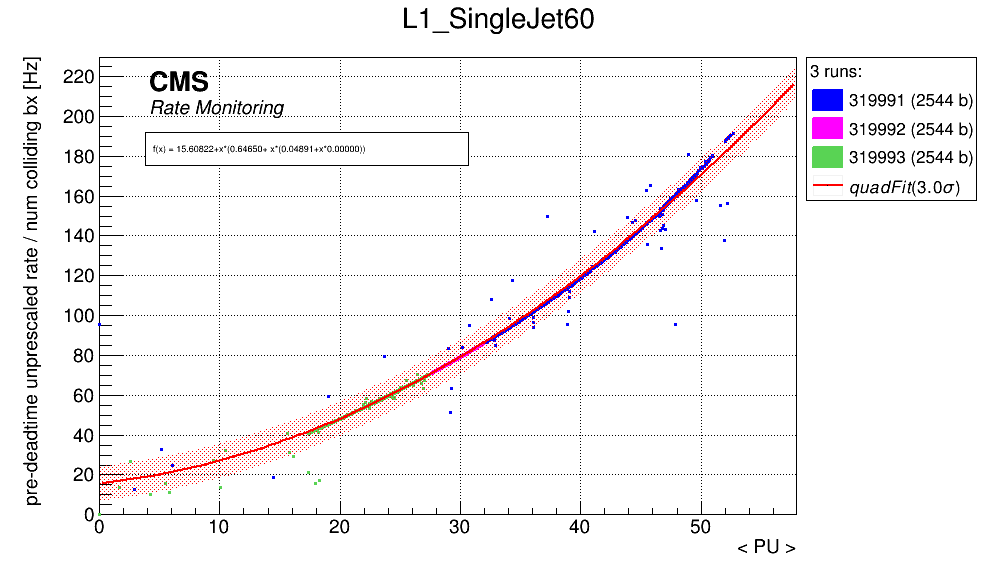 L1_SingleJet60
pre-deadtime unprescaled rate / num colliding bx [Hz]
220
200
180
160
140
120
100
80
60
40
20
0
CMS
Rate Monitoring
f(x) = 15.60822+x*(0.64650+ x*(0.04891+x*0.00000))
0 10 20 30 40 50
< PU >
3 runs:
319991 (2544 b)
319992 (2544 b)
319993 (2544 b)
quadFit(3.0σ)